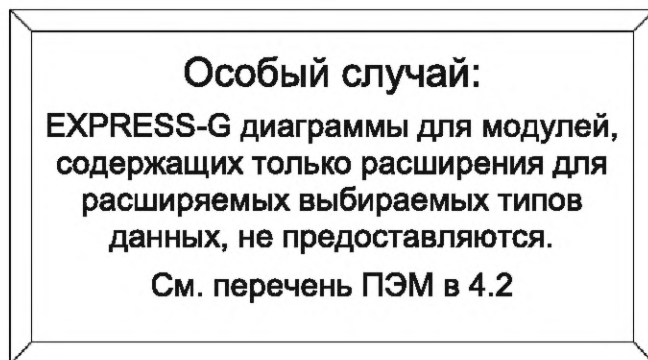 Особый случай:
EXPRESS-G диаграммы для модулей,
содержащих только расширения для
расширяемых выбираемых типов
данных, не предоставляются.
См. перечень ПЭМ в 4.2